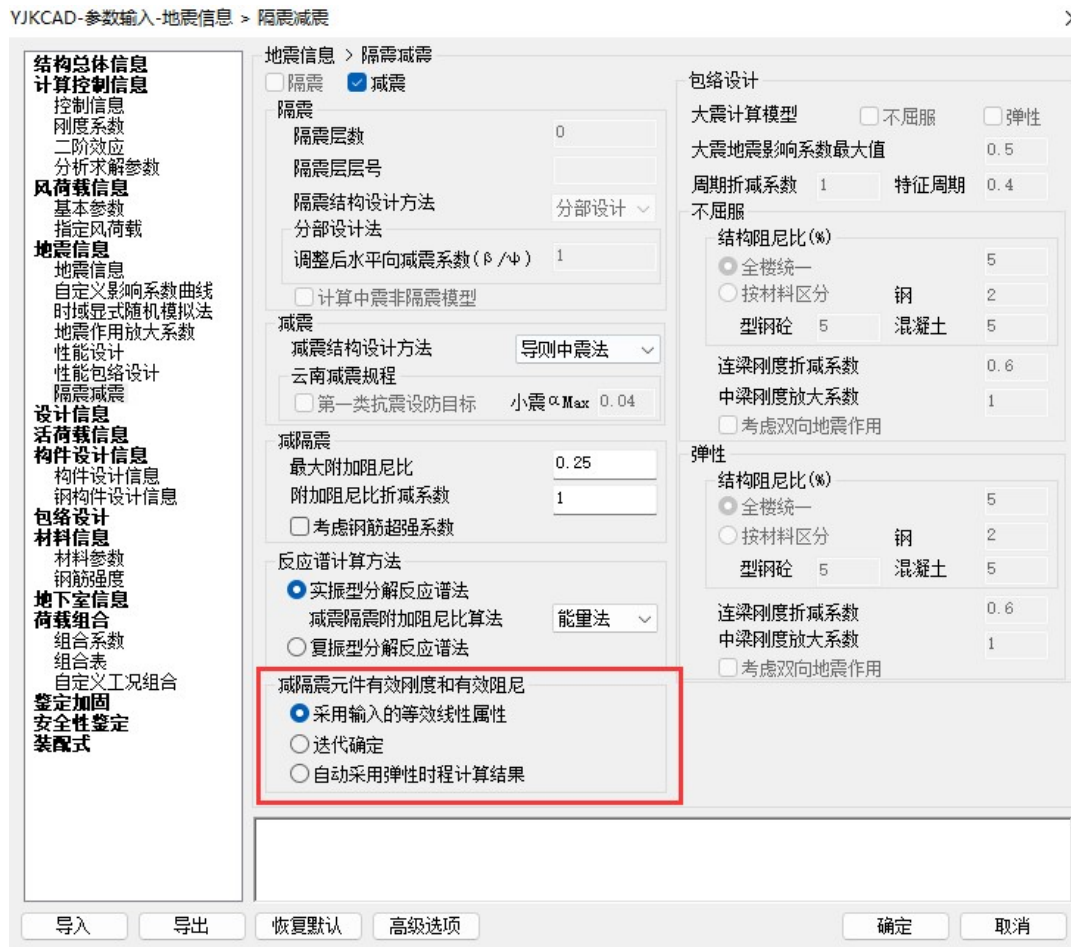 YJKCAD-参数输入-地震信息 > 隔震减震
结构总体信息
计算控制信息
控制信息
刚度系数
二阶效应
分析求解参数
风荷载信息
基本参数
指定风荷载
地震信息
地震信息
自定义影响系数曲线
时域显式随机模拟法
地震作用放大系数
性能设计
性能包络设计
隔震减震
设计信息
活荷载信息
构件设计信息
构件设计信息
钢构件设计信息
包络设计
材料信息
材料参数
钢筋强度
地下室信息
荷载组合
组合系数
组合表
自定义工况组合
鉴定加固
安全性鉴定
装配式
地震信息 > 隔震减震
隔震 减震
隔震
隔震层数 0
隔震层层号
隔震结构设计方法 分部设计
分部设计法
调整后水平向减震系数(β/ψ) 1
计算中震非隔震模型
减震
减震结构设计方法 导则中震法
云南减震规程
第一类抗震设防目标 小震αMax 0.04
减隔震
最大附加阻尼比 0.25
附加阻尼比折减系数 1
考虑钢筋超强系数
反应谱计算方法
实振型分解反应谱法
减震隔震附加阻尼比算法 能量法
复振型分解反应谱法
减隔震元件有效刚度和有效阻尼
采用输入的等效线性属性
迭代确定
自动采用弹性时程计算结果
包络设计
大震计算模型 不屈服 弹性
大震地震影响系数最大值 0.5
周期折减系数 1 特征周期 0.4
不屈服
结构阻尼比(%)
全楼统一 5
按材料区分 钢 2
型钢砼 5 混凝土 5
连梁刚度折减系数 0.6
中梁刚度放大系数 1
考虑双向地震作用
弹性
结构阻尼比(%)
全楼统一 5
按材料区分 钢 2
型钢砼 5 混凝土 5
连梁刚度折减系数 0.6
中梁刚度放大系数 1
考虑双向地震作用
导入 导出 恢复默认 高级选项 确定 取消